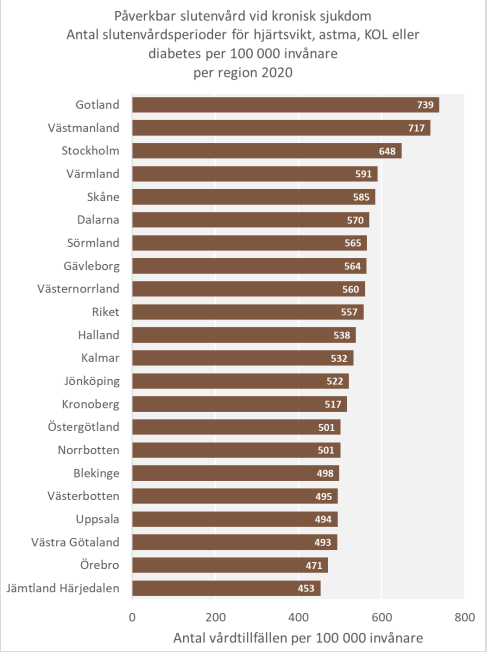 Påverkbar slutenvård vid kronisk sjukdom
Antal slutenvårdsperioder för hjärtsvikt, astma, KOL eller
diabetes per 100 000 invånare
per region 2020
Gotland 739
Västmanland 717
Stockholm 648
Värmland 591
Skåne 585
Dalarna 570
Sörmland 565
Gävleborg 564
Västernorrland 560
Riket 557
Halland 538
Kalmar 532
Jönköping 522
Kronoberg 517
Östergötland 501
Norrbotten 501
Blekinge 498
Västerbotten 495
Uppsala 494
Västra Götaland 493
Örebro 471
Jämtland Härjedalen 453
0 200 400 600 800
Antal vårdtillfällen per 100 000 invånare